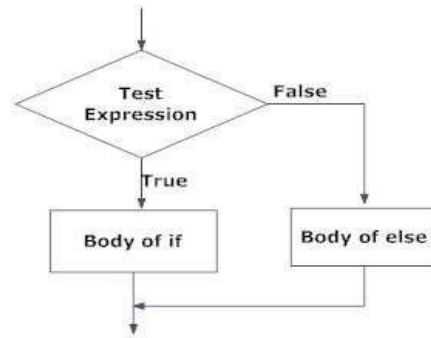 Test
Expression
False
True
Body of if
Body of else